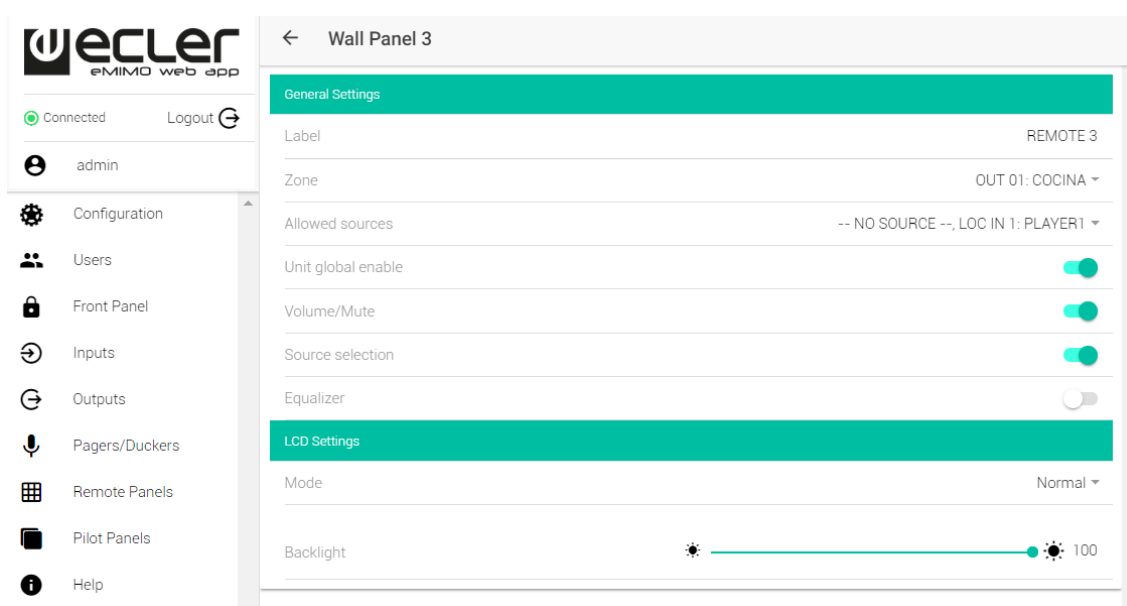 ecler
eMIMO web app
Connected
Logout
admin
Configuration
Users
Front Panel
Inputs
Outputs
Pagers/Duckers
Remote Panels
Pilot Panels
Help
Wall Panel 3
General Settings
Label REMOTE 3
Zone OUT 01: COCINA
Allowed sources -- NO SOURCE --, LOC IN 1: PLAYER1
Unit global enable
Volume/Mute
Source selection
Equalizer
LCD Settings
Mode Normal
Backlight 100